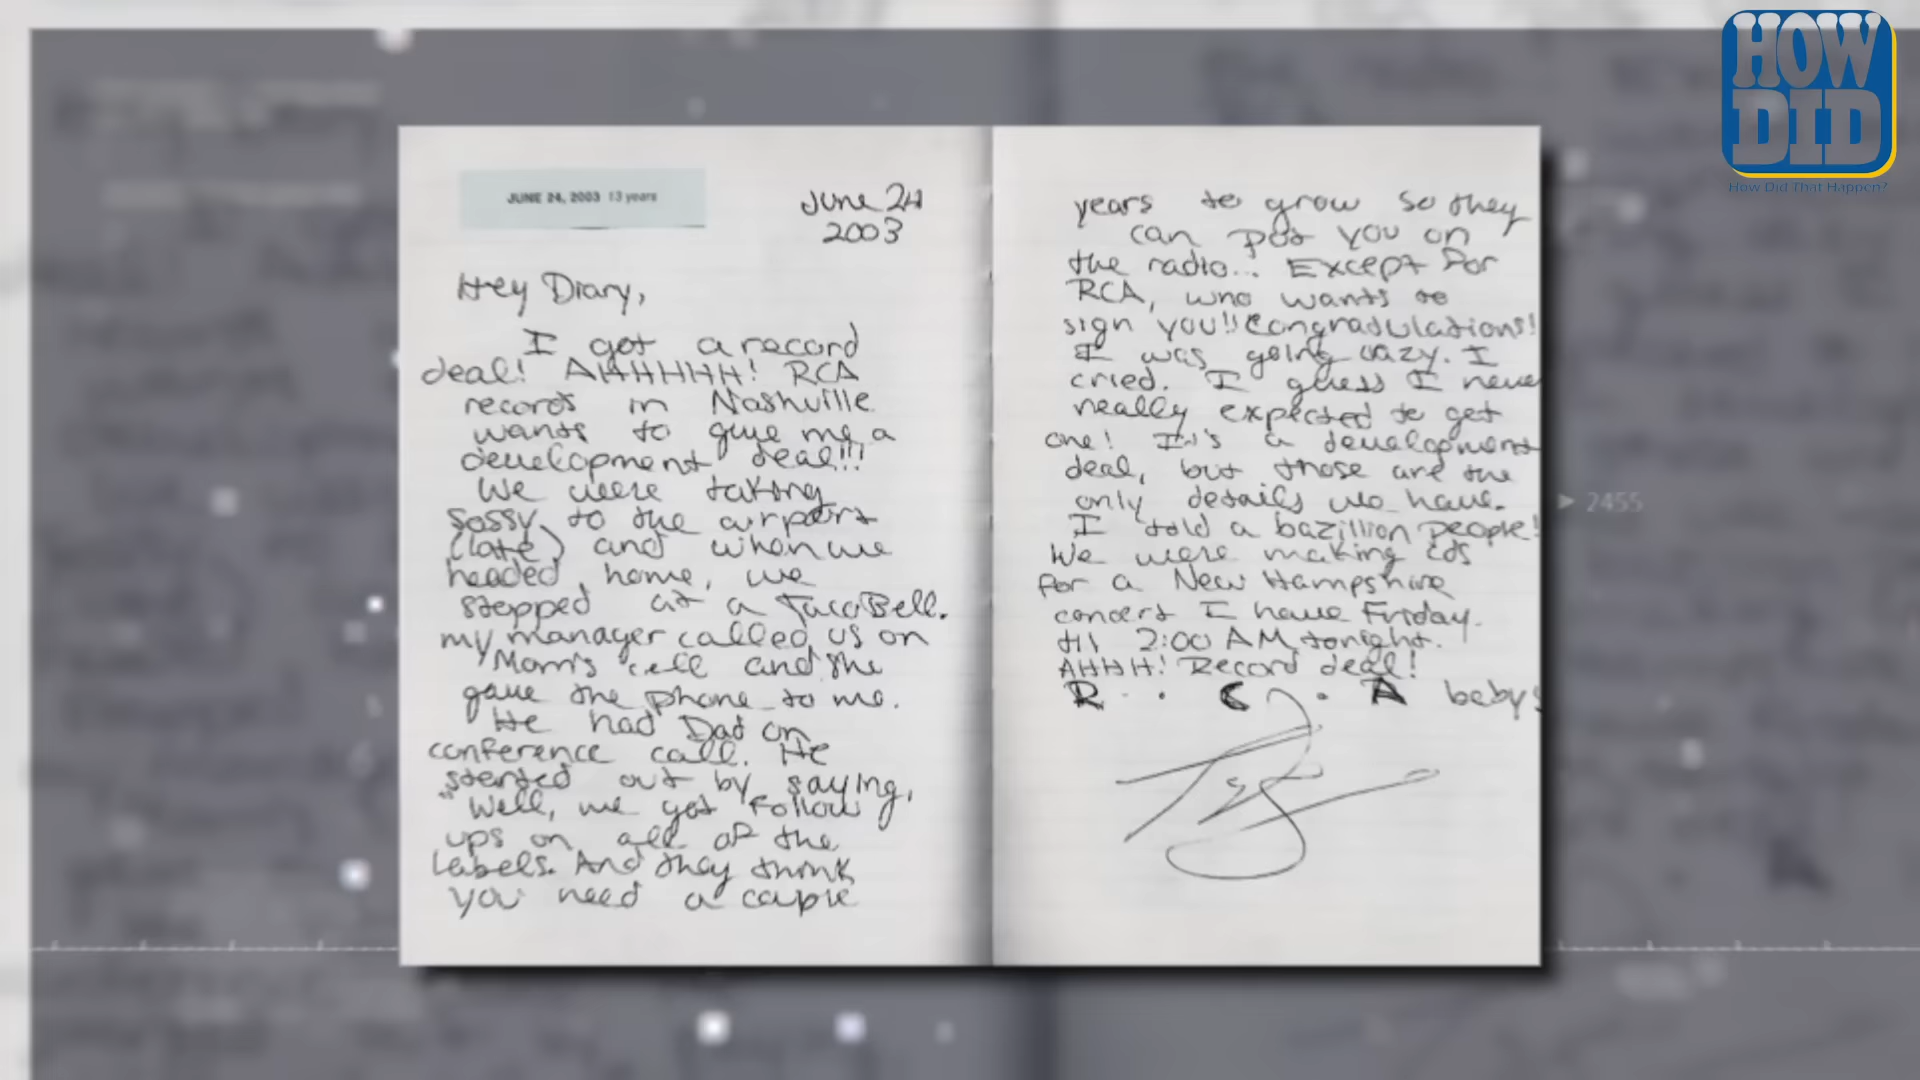 HOW
DID
How Did That Happen?
JUNE 24, 2003 13 years
June 24
2003
Hey Diary,
I got a record
deal! AHHHHH! RCA
records in Nashville
wants to give me a
development deal!!!
We were taking
Sassy to the airport
(late) and when we
headed home, we
stopped at a Taco Bell.
my manager called us on
Mom's cell and she
gave the phone to me.
He had Dad on
conference call. He
started out by saying,
"Well, we got follow
ups on all of the
labels. And they think
you need a couple
years to grow so they
can put you on
the radio... Except for
RCA, who wants to
sign you!! Congradulations!
I was going crazy. I
cried. I guess I never
really expected to get
one! It's a development
deal, but those are the
only details we have.
I told a bazillion people!
We were making cds
for a New Hampshire
concert I have Friday.
til 2:00 AM tonight.
AHHH! Record deal!
R . C . A baby
2455